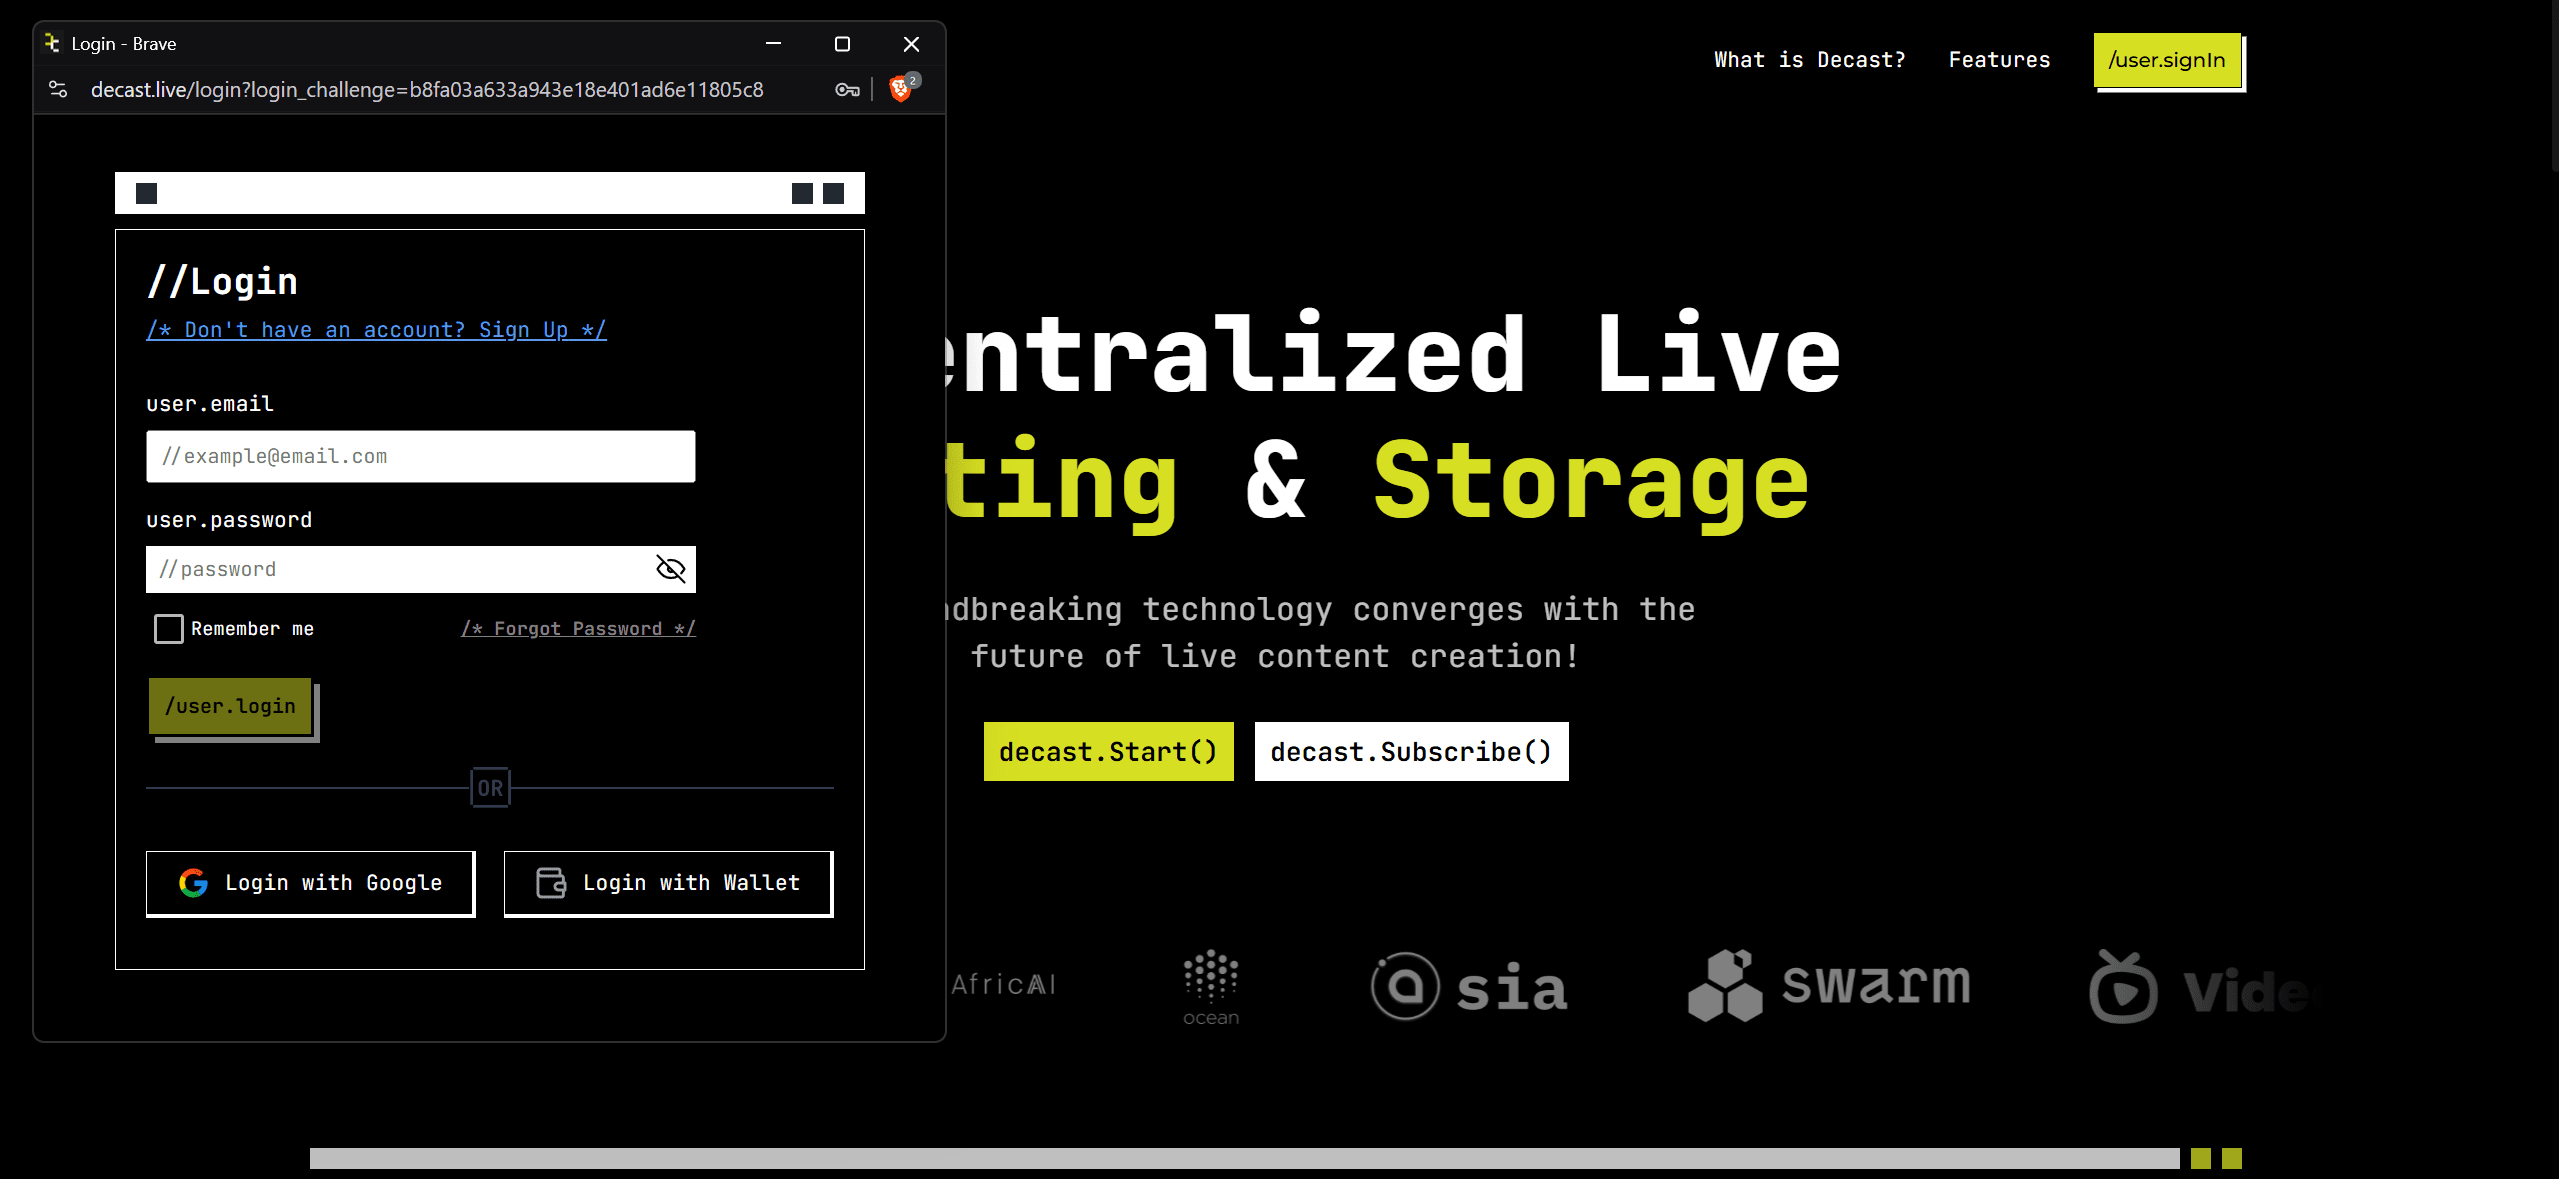 Login - Brave
decast.live/login?login_challenge=b8fa03a633a943e18e401ad6e11805c8
2
What is Decast?
Features
/user.signIn
//Login
/* Don't have an account? Sign Up */
user.email
//example@email.com
user.password
//password
Remember me
/* Forgot Password */
/user.login
OR
Login with Google
Login with Wallet
entralized Live
ting & Storage
dbreaking technology converges with the
future of live content creation!
decast.Start()
decast.Subscribe()
AfricAI
ocean
sia
swarm
Vide